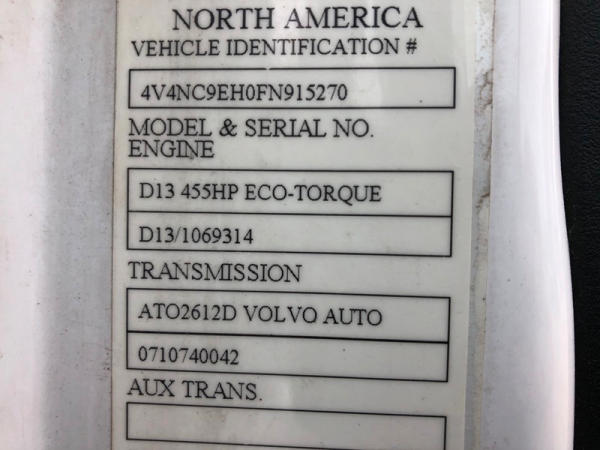 NORTH AMERICA
VEHICLE IDENTIFICATION #
4V4NC9EH0FN915270
MODEL & SERIAL NO.
ENGINE
D13 455HP ECO-TORQUE
D13/1069314
TRANSMISSION
ATO2612D VOLVO AUTO
0710740042
AUX TRANS.